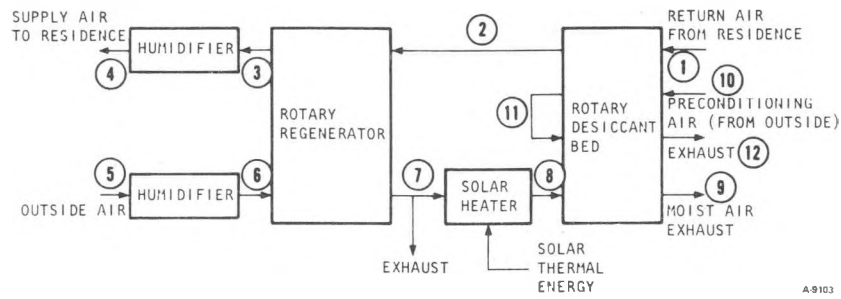 SUPPLY AIR
TO RESIDENCE
HUMIDIFIER
4
3
2
RETURN AIR
FROM RESIDENCE
1
10
ROTARY
REGENERATOR
11
ROTARY
DESICCANT
BED
PRECONDITIONING
AIR (FROM OUTSIDE)
EXHAUST 12
5
OUTSIDE AIR
HUMIDIFIER
6
7
SOLAR
HEATER
8
9
MOIST AIR
EXHAUST
EXHAUST
SOLAR
THERMAL
ENERGY
A-9103